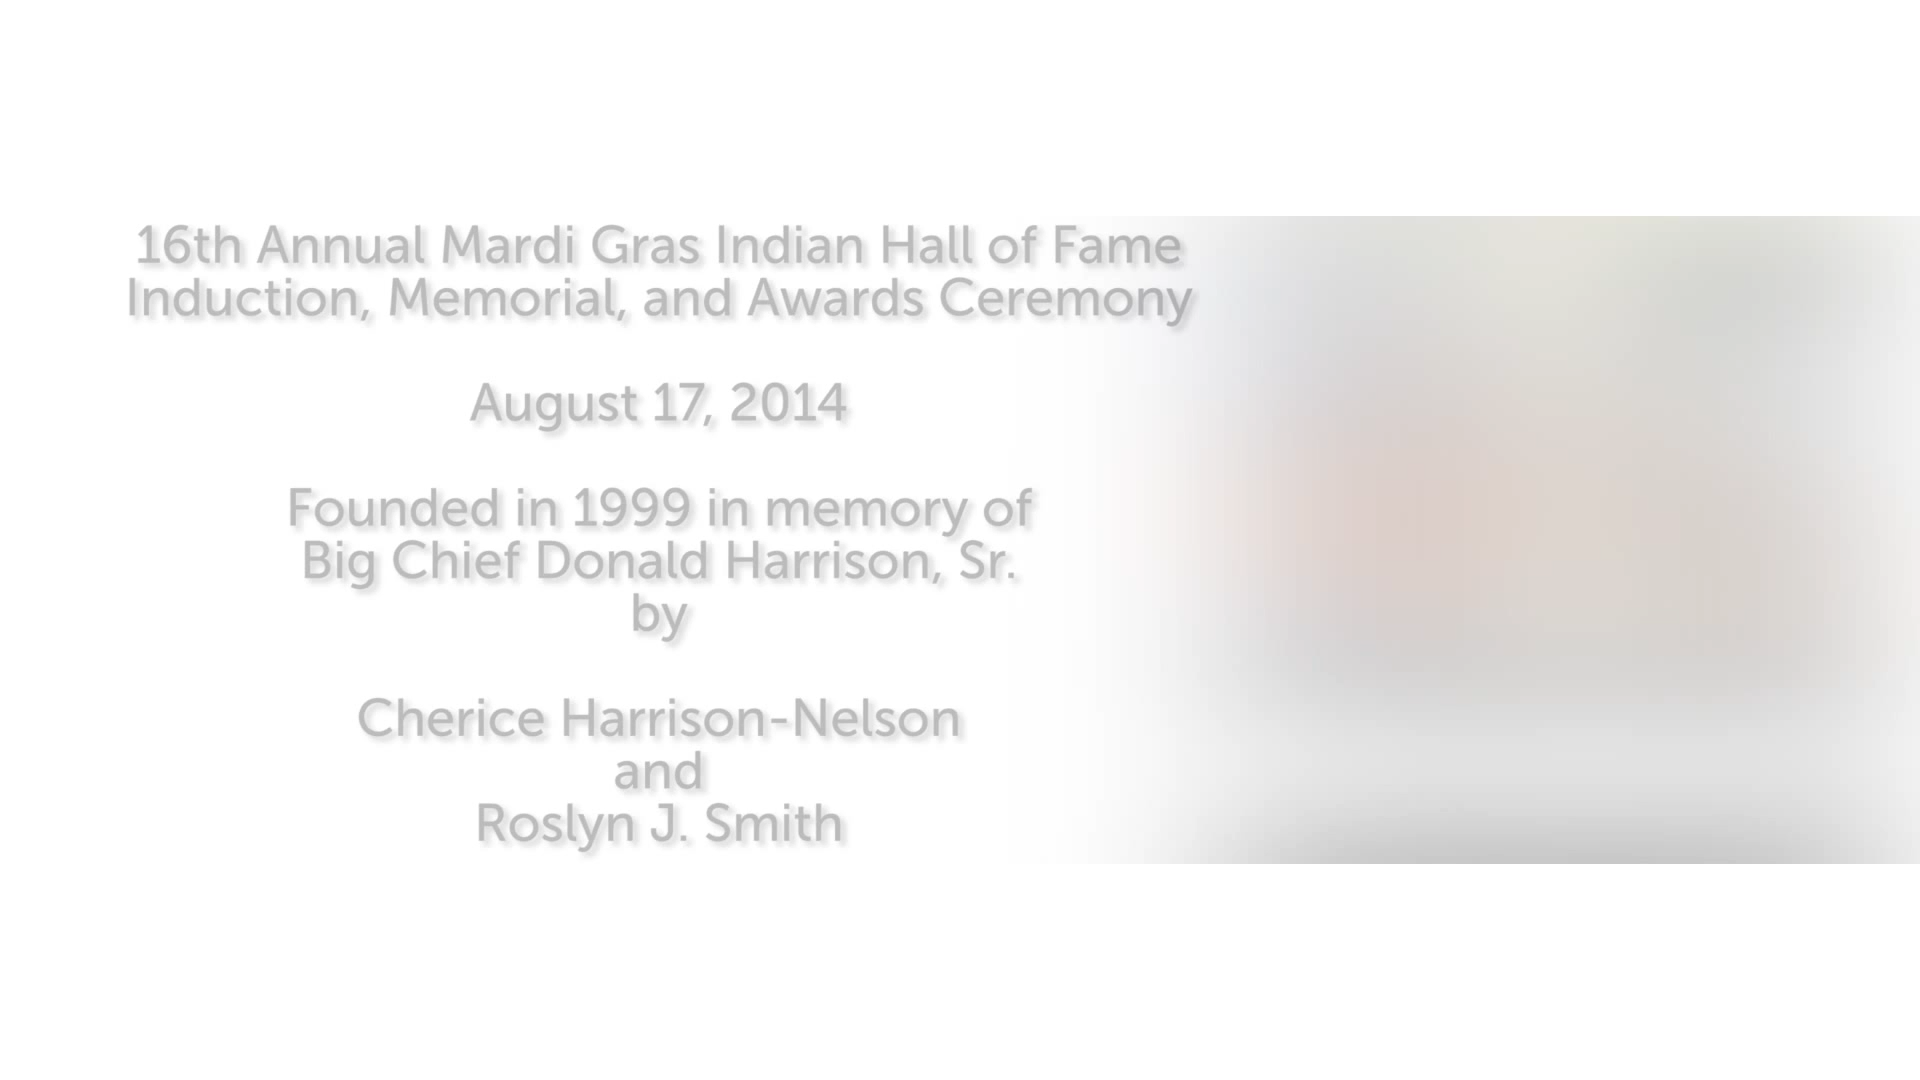 16th Annual Mardi Gras Indian Hall of Fame
Induction, Memorial, and Awards Ceremony
August 17, 2014
Founded in 1999 in memory of
Big Chief Donald Harrison, Sr.
by
Cherice Harrison-Nelson
and
Roslyn J. Smith